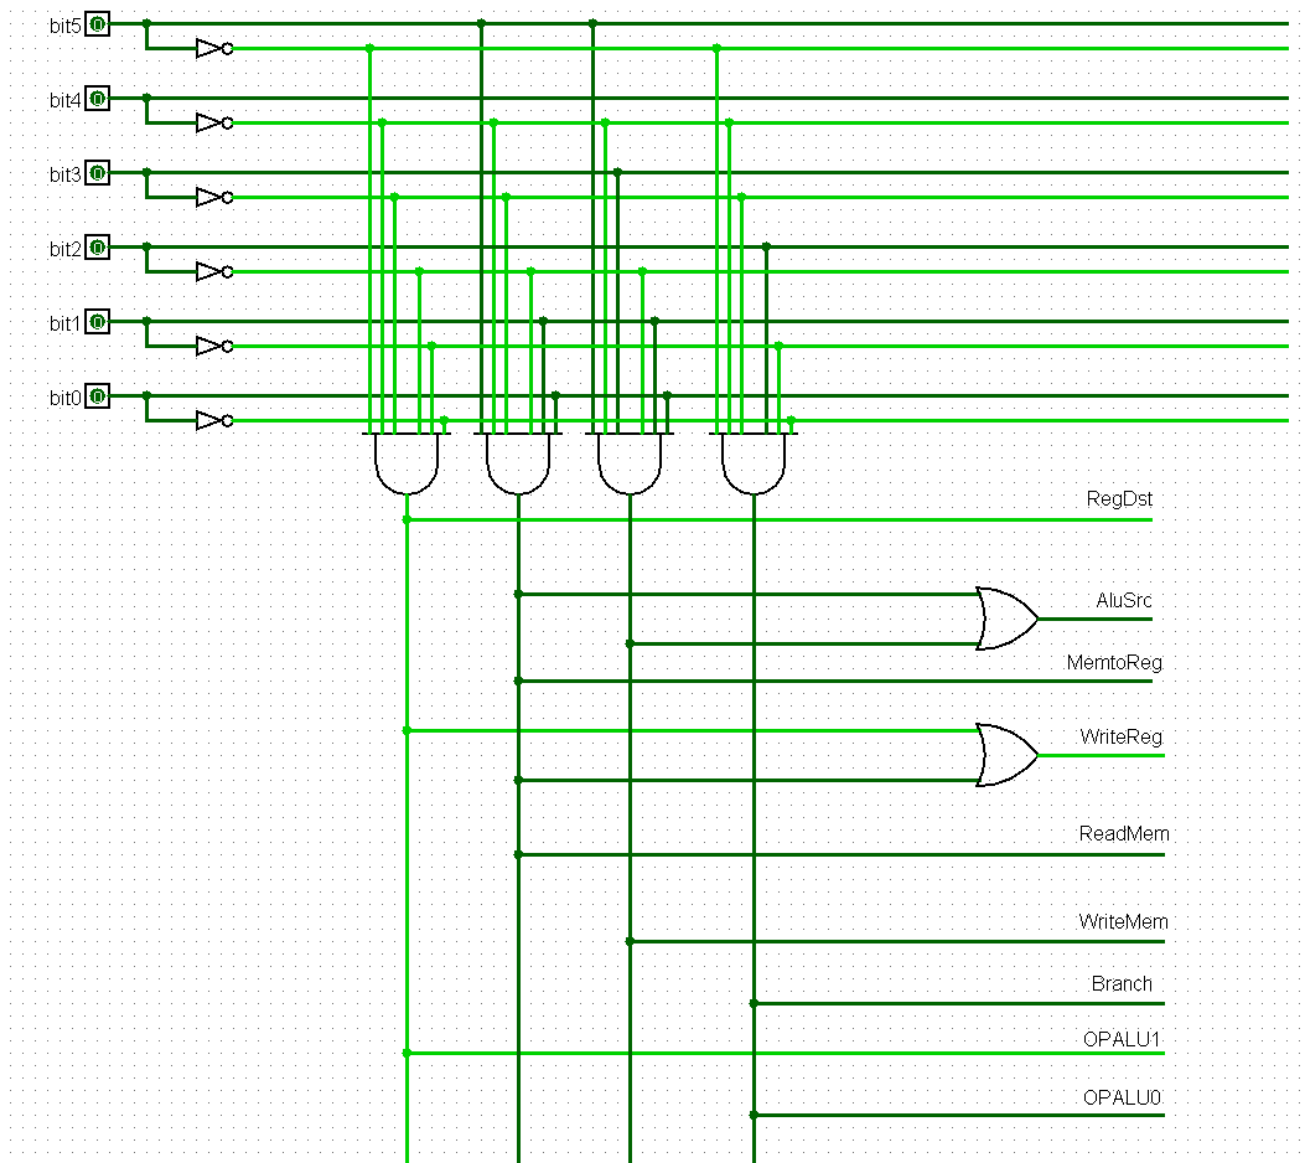 bit5
bit4
bit3
bit2
bit1
bit0
RegDst
AluSrc
MemtoReg
WriteReg
ReadMem
WriteMem
Branch
OPALU1
OPALU0